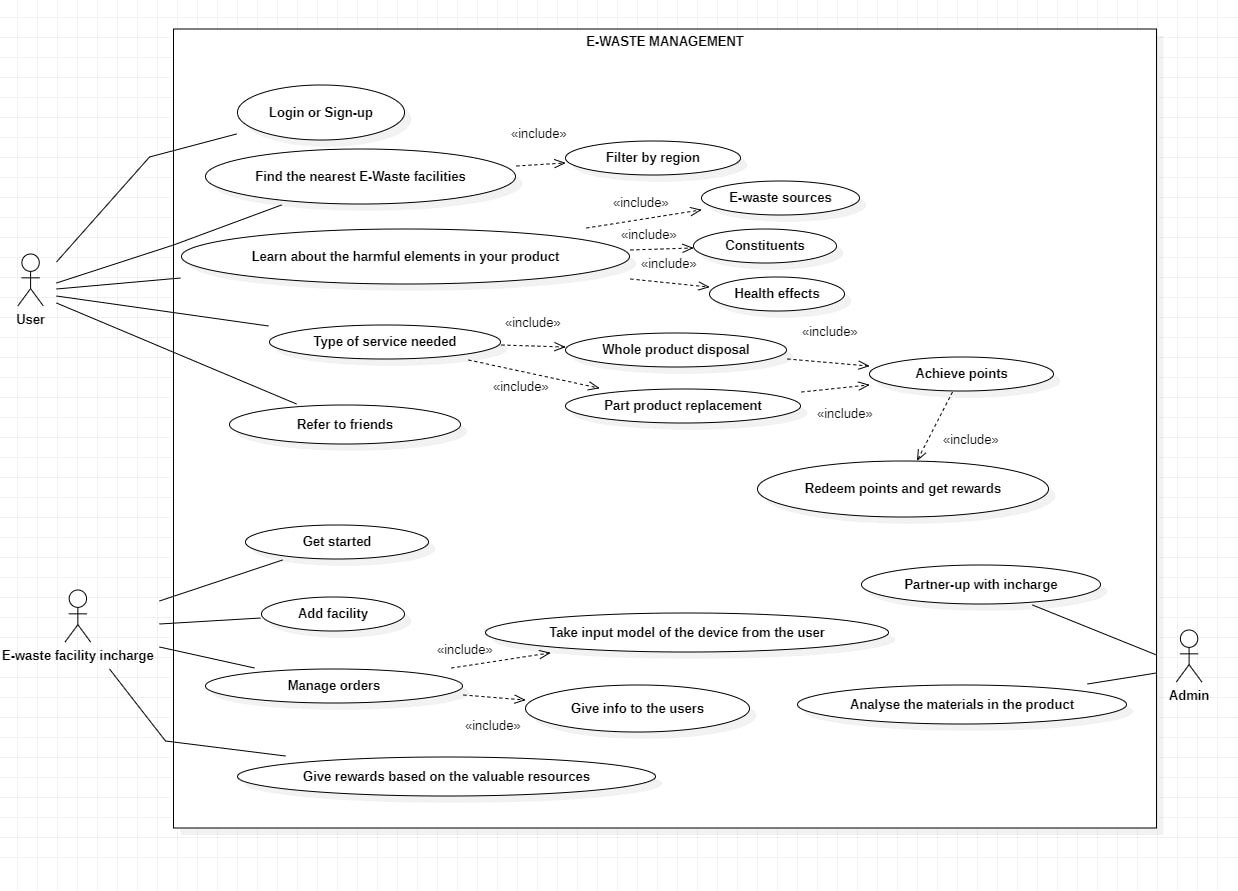 E-WASTE MANAGEMENT
Login or Sign-up
«include»
Filter by region
Find the nearest E-Waste facilities
«include»
E-waste sources
«include»
Constituents
Learn about the harmful elements in your product
«include»
Health effects
User
«include»
Type of service needed
Whole product disposal
«include»
Achieve points
«include»
Part product replacement
«include»
Refer to friends
«include»
Redeem points and get rewards
Get started
Partner-up with incharge
Add facility
Take input model of the device from the user
«include»
E-waste facility incharge
Manage orders
Admin
Give info to the users
Analyse the materials in the product
«include»
Give rewards based on the valuable resources